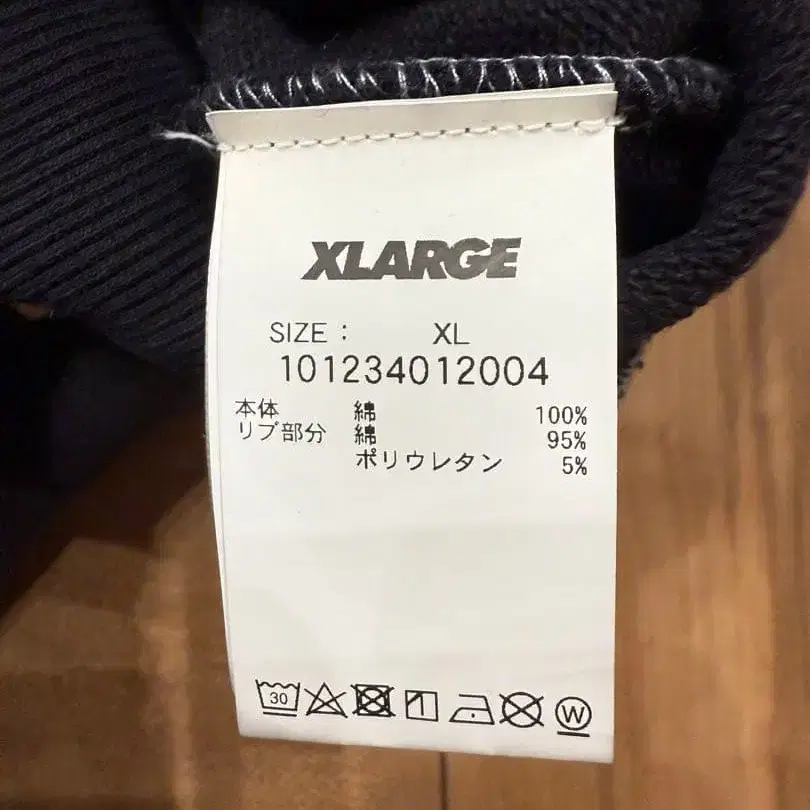 XLARGE
SIZE : XL
101234012004
本体 綿 100%
リブ部分 綿 95%
ポリウレタン 5%
30 W